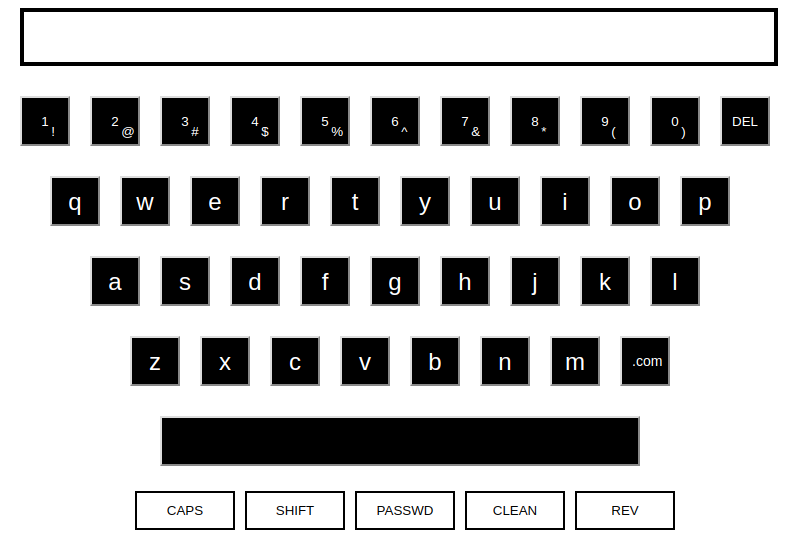 1 ! 2 @ 3 # 4 $ 5 % 6 ^ 7 & 8 * 9 ( 0 ) DEL
q w e r t y u i o p
a s d f g h j k l
z x c v b n m .com
CAPS SHIFT PASSWD CLEAN REV